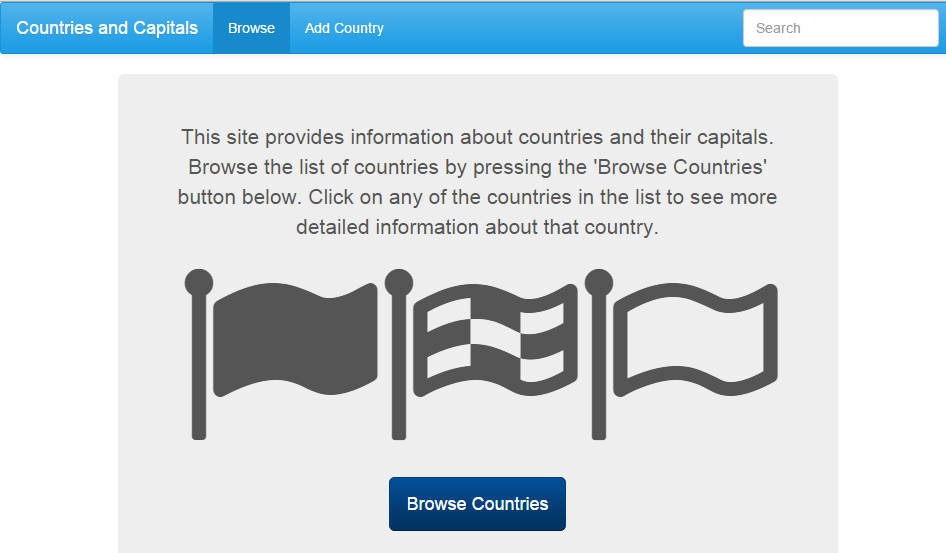 Countries and Capitals Browse Add Country Search
This site provides information about countries and their capitals.
Browse the list of countries by pressing the 'Browse Countries'
button below. Click on any of the countries in the list to see more
detailed information about that country.
Browse Countries